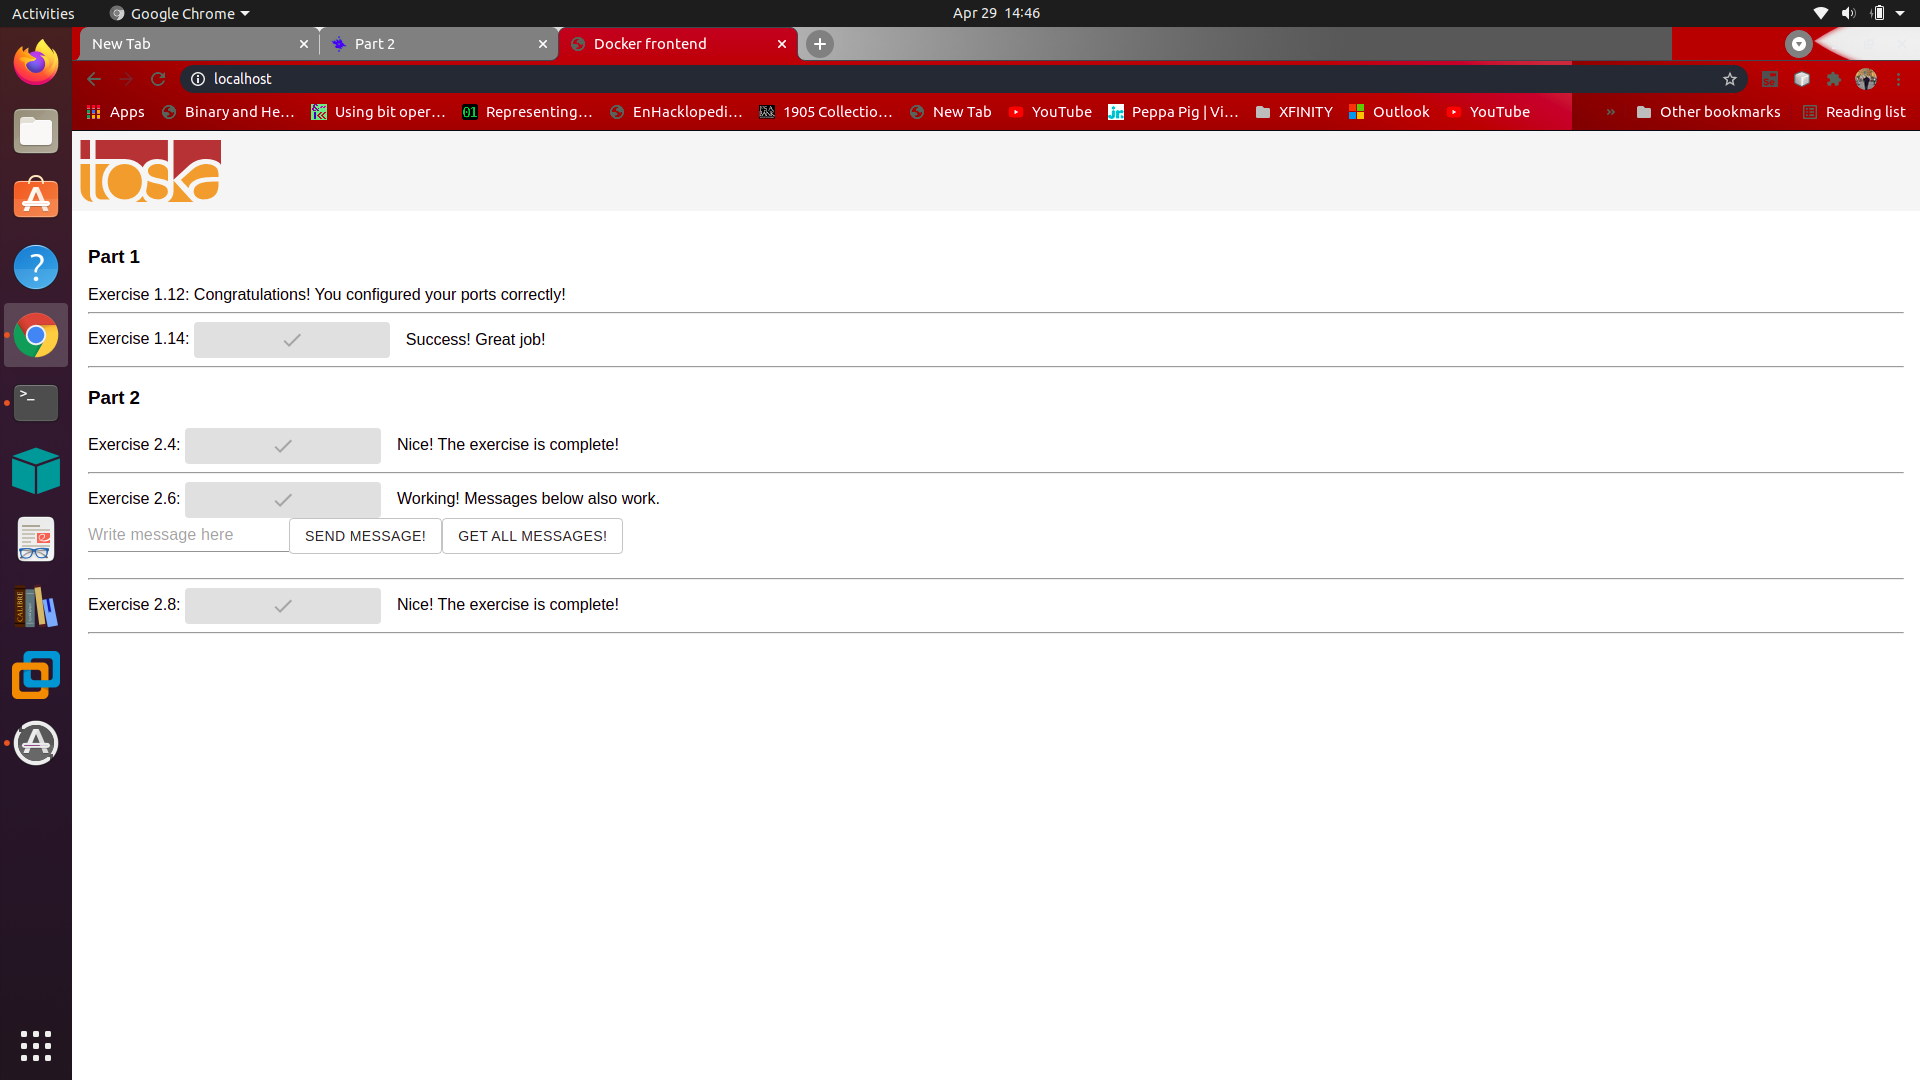 Activities Google Chrome Apr 29 14:46
New Tab Part 2 Docker frontend
localhost
Apps Binary and He... Using bit oper... 01 Representing... EnHacklopedi... 1905 Collectio... New Tab YouTube jr. Peppa Pig | Vi... XFINITY Outlook YouTube » Other bookmarks Reading list
toska
Part 1
Exercise 1.12: Congratulations! You configured your ports correctly!
Exercise 1.14: Success! Great job!
Part 2
Exercise 2.4: Nice! The exercise is complete!
Exercise 2.6: Working! Messages below also work.
Write message here SEND MESSAGE! GET ALL MESSAGES!
Exercise 2.8: Nice! The exercise is complete!
CALIBRE